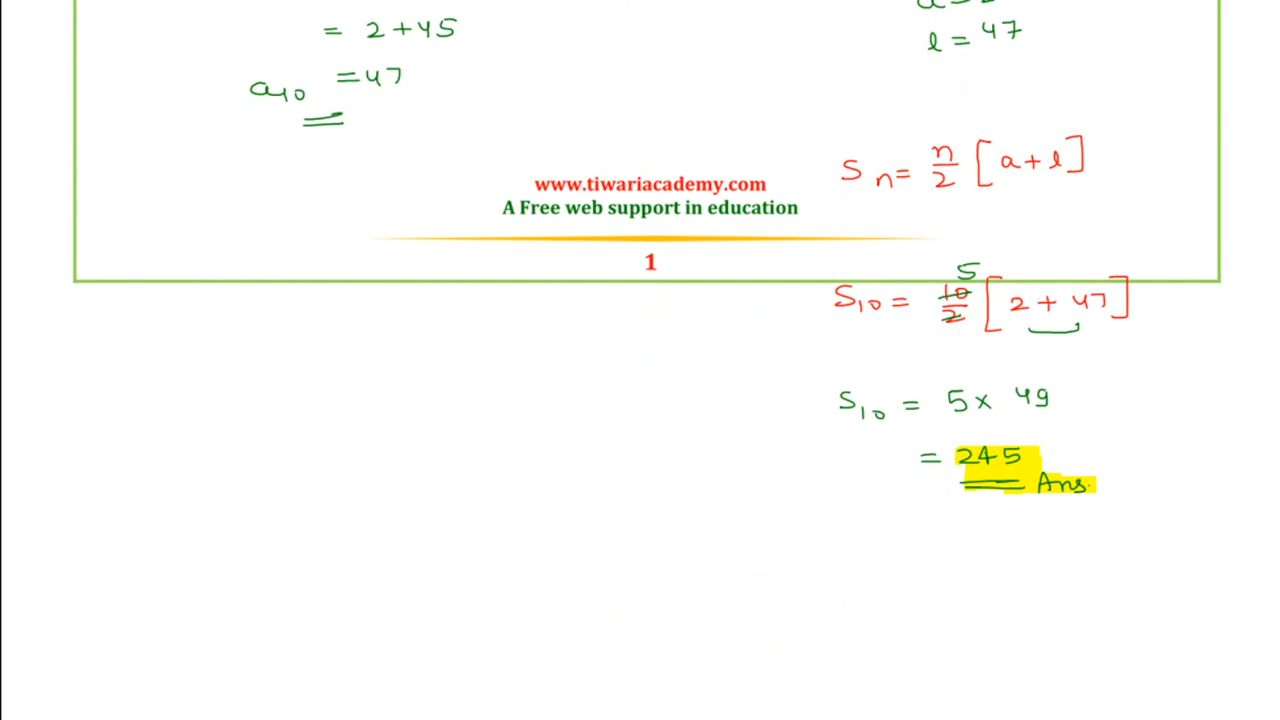 = 2 + 45
a10 = 47
l = 47
Sn = n/2 [a + l]
www.tiwariacademy.com
A Free web support in education
1
5
S10 = 10/2 [2 + 47]
S10 = 5 × 49
= 245
Ans.